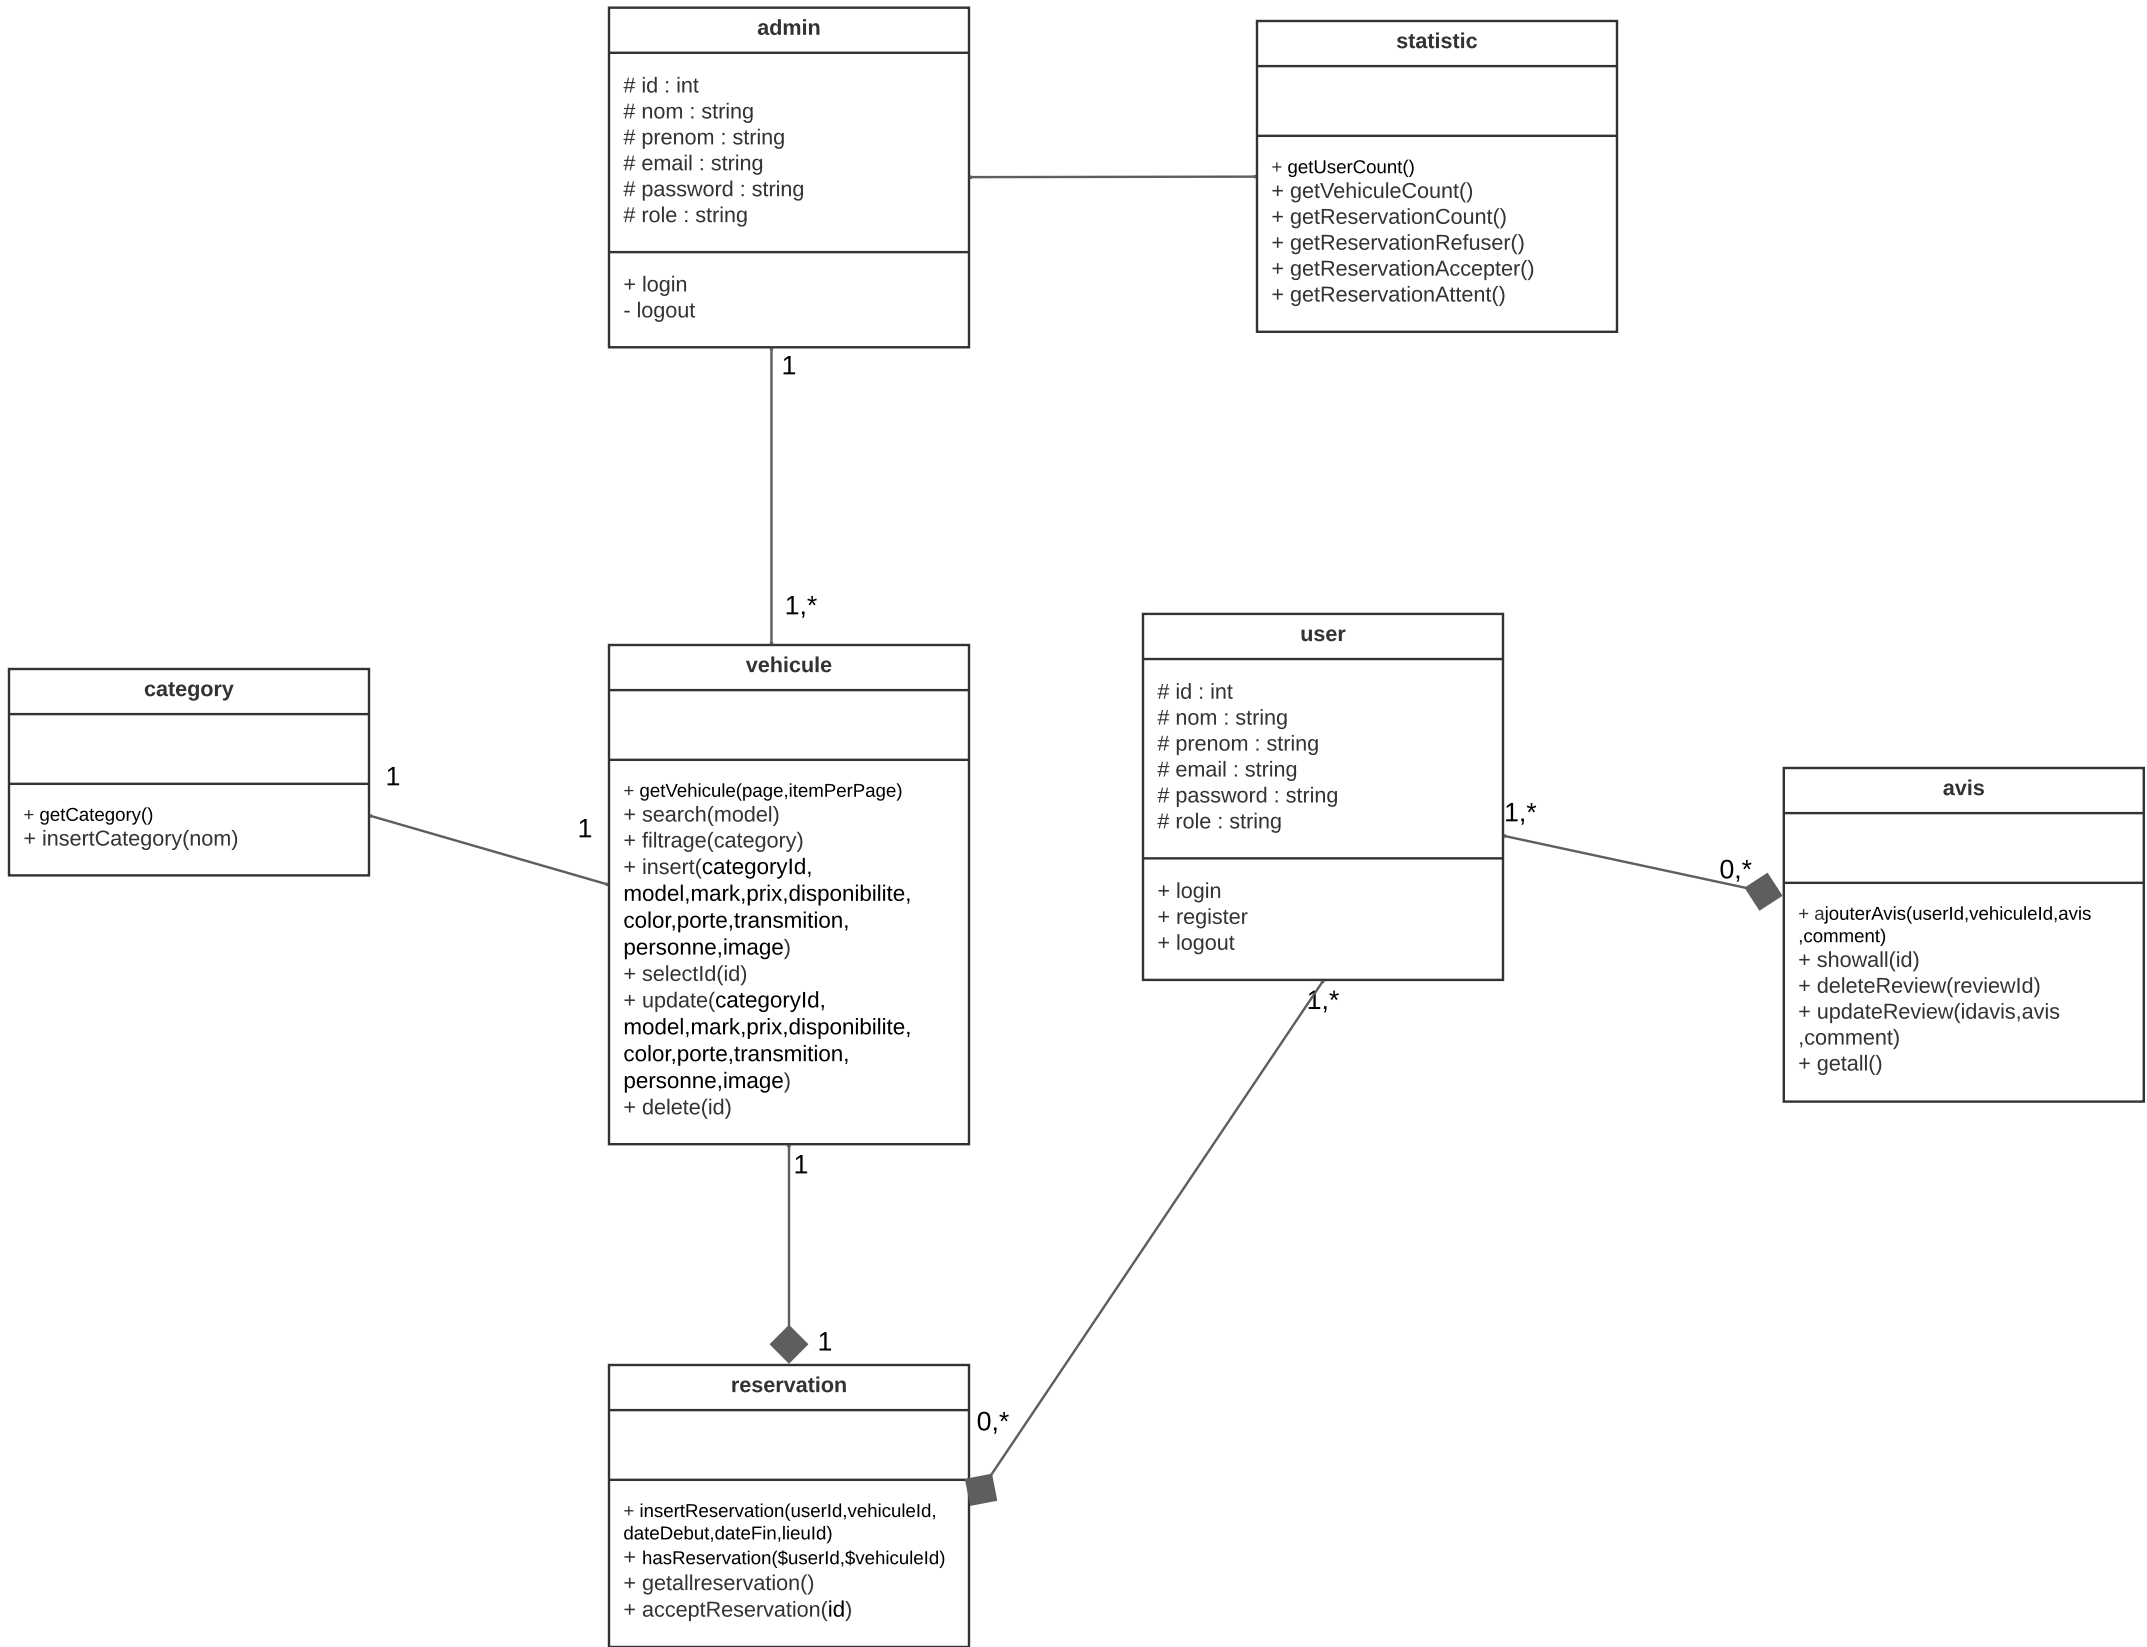 admin
# id : int
# nom : string
# prenom : string
# email : string
# password : string
# role : string
+ login
- logout
statistic
+ getUserCount()
+ getVehiculeCount()
+ getReservationCount()
+ getReservationRefuser()
+ getReservationAccepter()
+ getReservationAttent()
1
1,*
category
+ getCategory()
+ insertCategory(nom)
1
1
vehicule
+ getVehicule(page,itemPerPage)
+ search(model)
+ filtrage(category)
+ insert(categoryId,
model,mark,prix,disponibilite,
color,porte,transmition,
personne,image)
+ selectId(id)
+ update(categoryId,
model,mark,prix,disponibilite,
color,porte,transmition,
personne,image)
+ delete(id)
user
# id : int
# nom : string
# prenom : string
# email : string
# password : string
# role : string
+ login
+ register
+ logout
1,*
0,*
avis
+ ajouterAvis(userId,vehiculeId,avis
,comment)
+ showall(id)
+ deleteReview(reviewId)
+ updateReview(idavis,avis
,comment)
+ getall()
1,*
1
1
0,*
reservation
+ insertReservation(userId,vehiculeId,
dateDebut,dateFin,lieuId)
+ hasReservation($userId,$vehiculeId)
+ getallreservation()
+ acceptReservation(id)